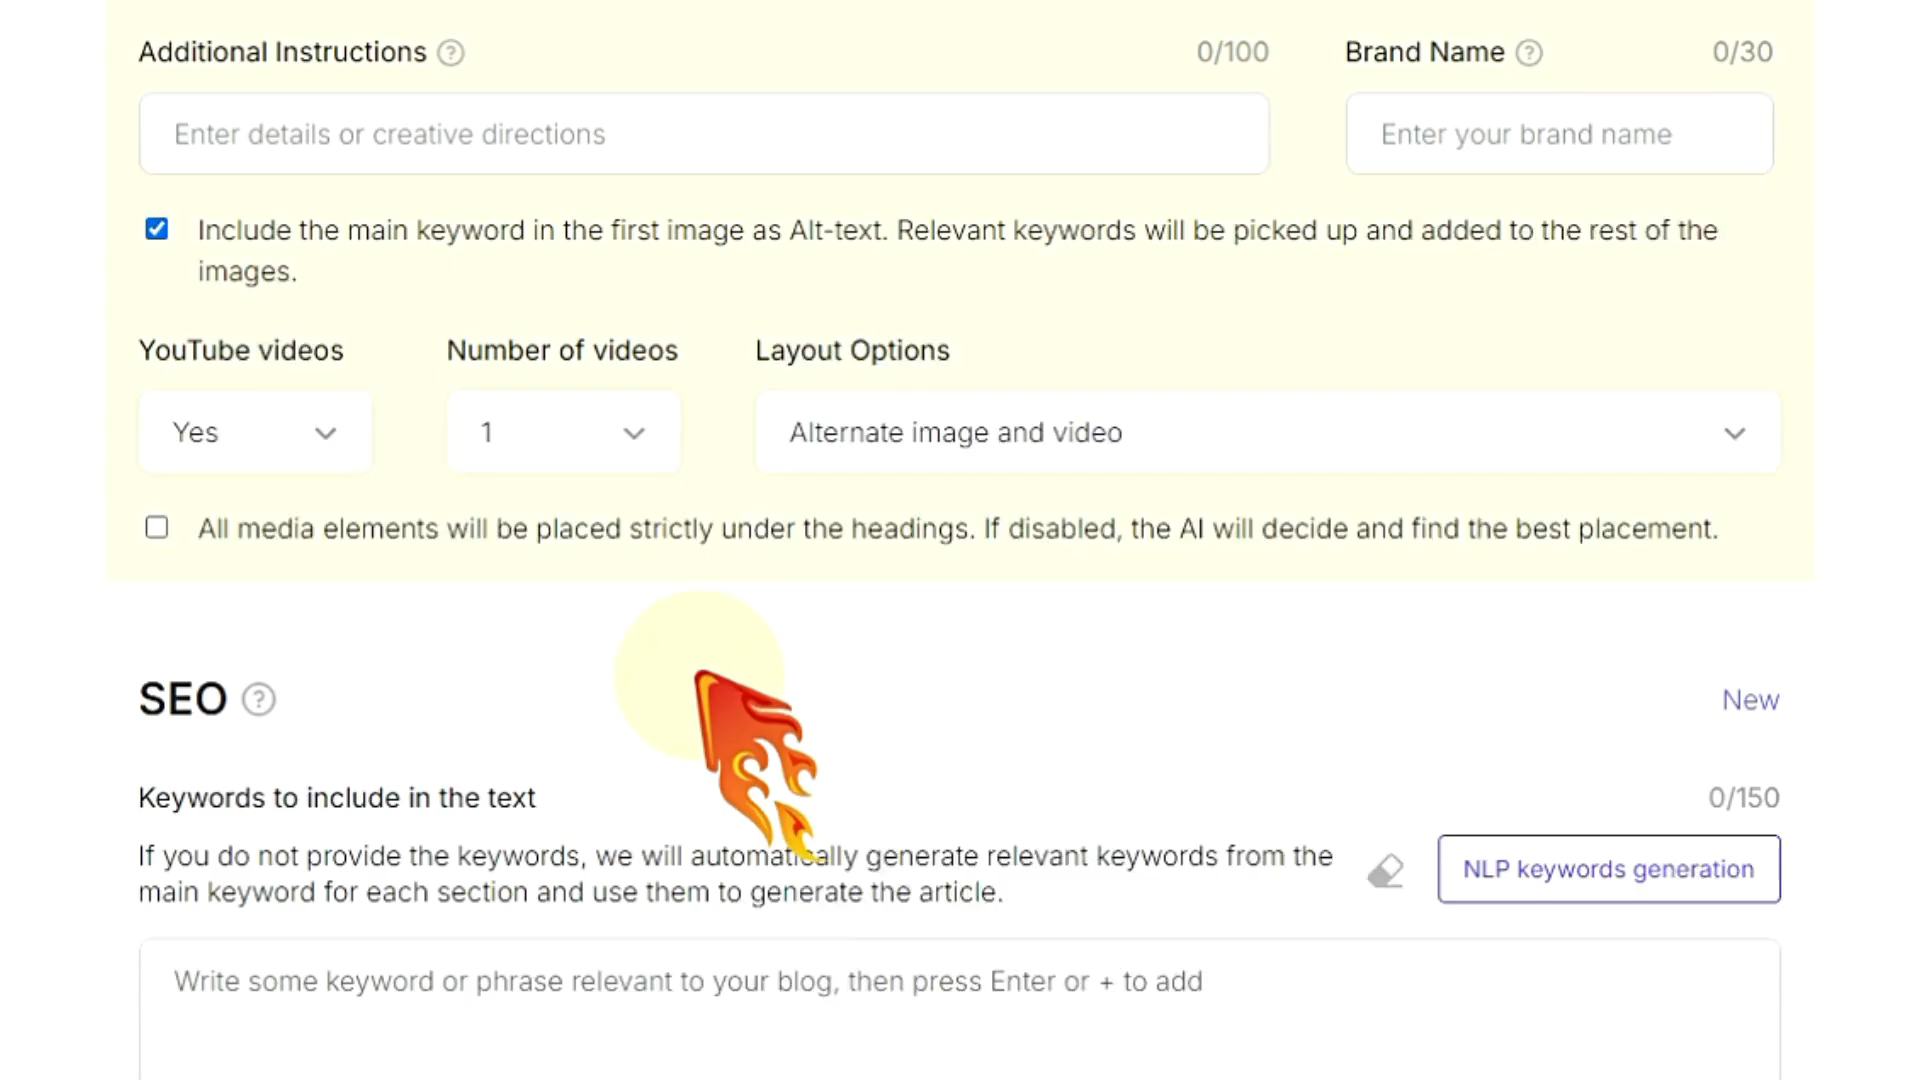 Additional Instructions ? 0/100 Brand Name ? 0/30
Enter details or creative directions Enter your brand name
Include the main keyword in the first image as Alt-text. Relevant keywords will be picked up and added to the rest of the
images.
YouTube videos Number of videos Layout Options
Yes 1 Alternate image and video
All media elements will be placed strictly under the headings. If disabled, the AI will decide and find the best placement.
SEO ? New
Keywords to include in the text 0/150
If you do not provide the keywords, we will automatically generate relevant keywords from the
main keyword for each section and use them to generate the article.
NLP keywords generation
Write some keyword or phrase relevant to your blog, then press Enter or + to add